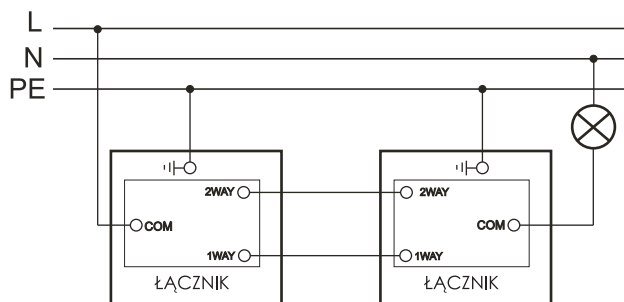 L
N
PE
2WAY 2WAY
COM COM
1WAY 1WAY
ŁĄCZNIK ŁĄCZNIK